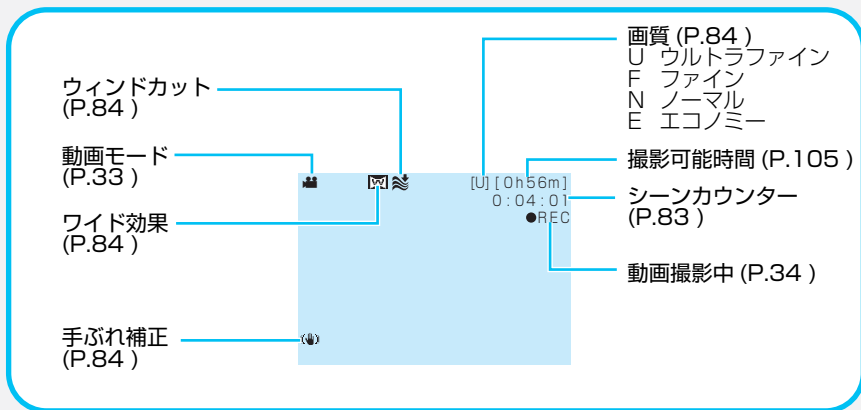 ウィンドカット
(P.84 )
動画モード
(P.33 )
ワイド効果
(P.84 )
手ぶれ補正
(P.84 )
W
[U] [0h56m]
0:04:01
●REC
画質 (P.84 )
U ウルトラファイン
F ファイン
N ノーマル
E エコノミー
撮影可能時間 (P.105 )
シーンカウンター
(P.83 )
動画撮影中 (P.34 )